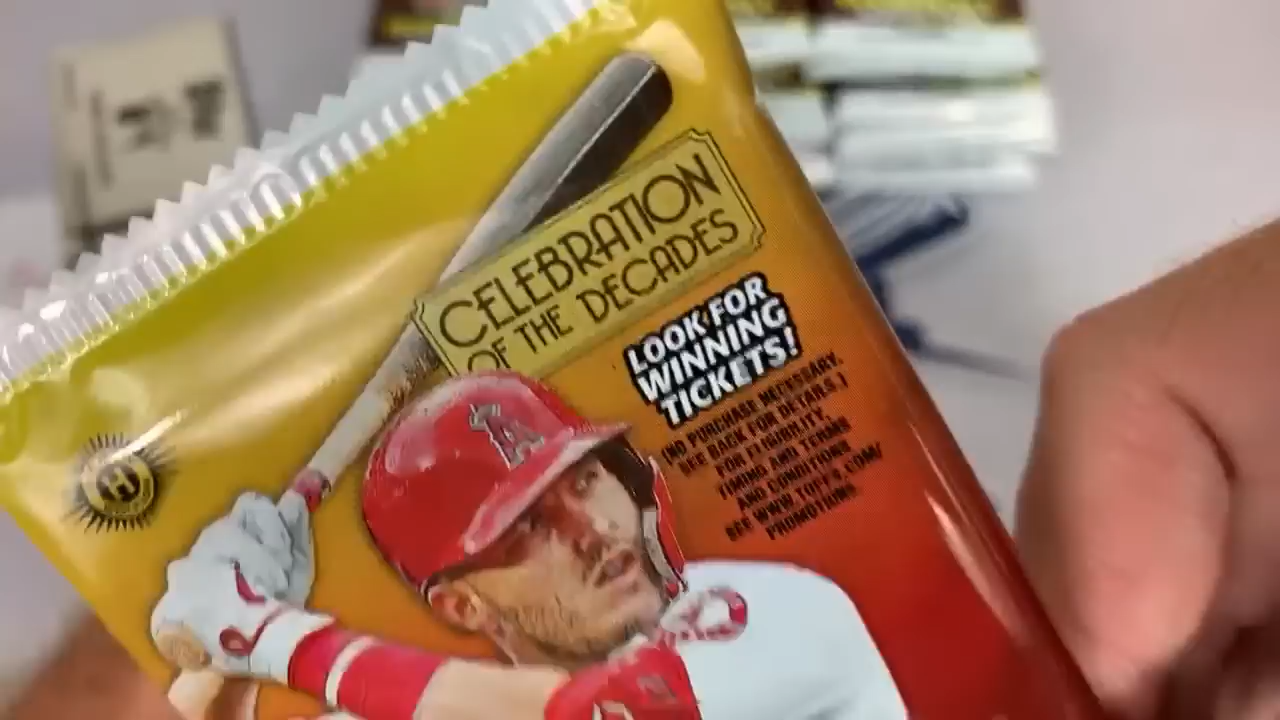 CELEBRATION
OF THE DECADES
LOOK FOR
WINNING
TICKETS!
(NO PURCHASE NECESSARY.
SEE BACK FOR DETAILS.)
FOR ELIGIBILITY,
TIMING AND TERMS
AND CONDITIONS
SEE WWW.TOPPS.COM/
PROMOTIONS.
H
A